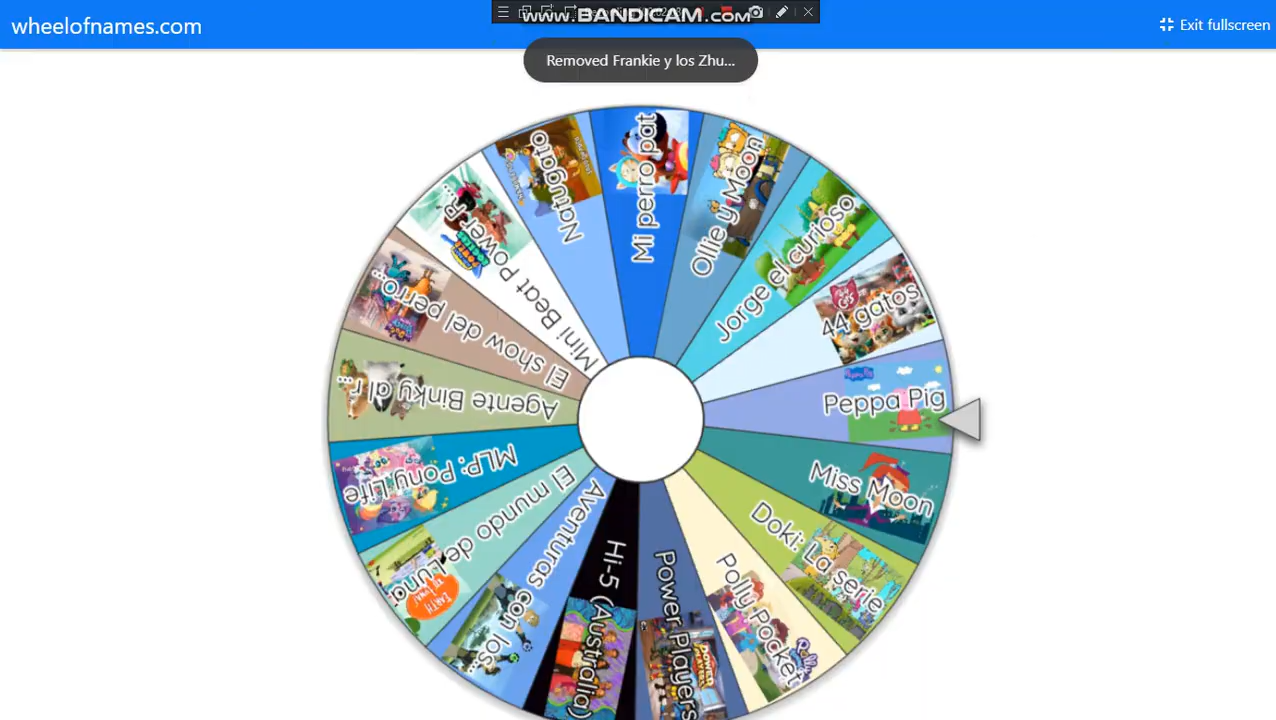 wheelofnames.com
www.BANDICAM.com
Exit fullscreen
Removed Frankie y los Zhu...
Mi perro pat
Ollie y Moon
Jorge el curioso
44 gatos
Peppa Pig
Miss Moon
Doki: La serie
Polly Pocket
Power Players
Hi-5 (Australia)
Aventuras con los...
El mundo de Luna
MLP: Pony Life
Agente Binky al r...
El show del perro...
Mini Beat Power R...
Natugato